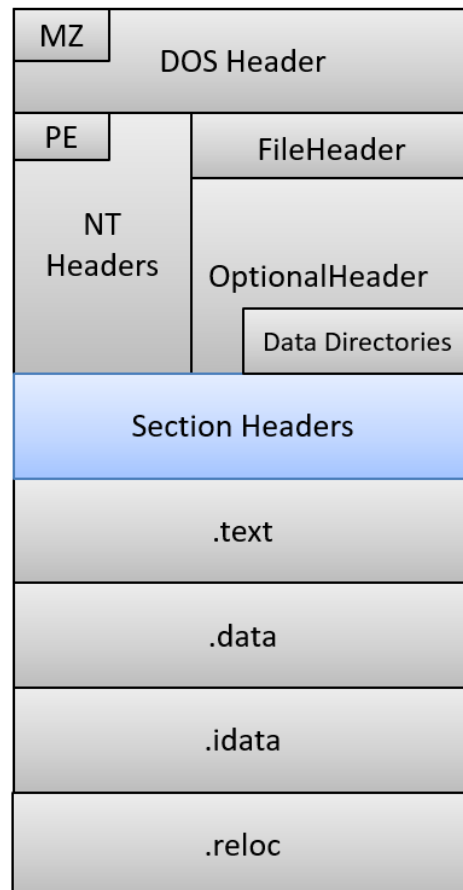 MZ
DOS Header
PE
FileHeader
NT
Headers
OptionalHeader
Data Directories
Section Headers
.text
.data
.idata
.reloc